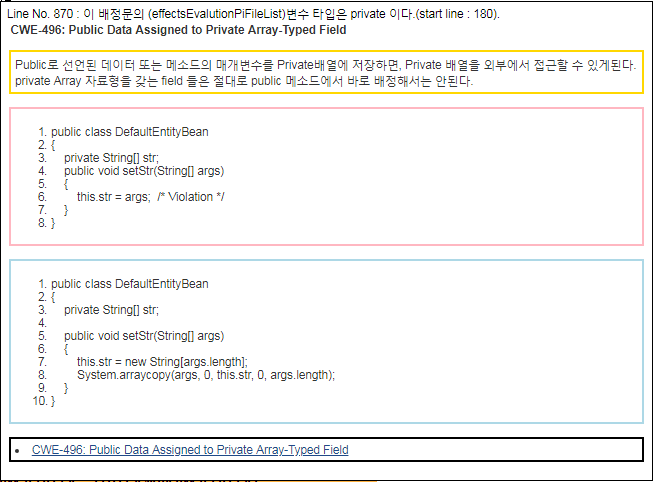 Line No. 870 : 이 배정문의 (effectsEvalutionPiFileList)변수 타입은 private 이다.(start line : 180).
CWE-496: Public Data Assigned to Private Array-Typed Field
Public로 선언된 데이터 또는 메소드의 매개변수를 Private배열에 저장하면, Private 배열을 외부에서 접근할 수 있게된다.
private Array 자료형을 갖는 field 들은 절대로 public 메소드에서 바로 배정해서는 안된다.
1. public class DefaultEntityBean
2. {
3. private String[] str;
4. public void setStr(String[] args)
5. {
6. this.str = args; /* Violation */
7. }
8. }
1. public class DefaultEntityBean
2. {
3. private String[] str;
4.
5. public void setStr(String[] args)
6. {
7. this.str = new String[args.length];
8. System.arraycopy(args, 0, this.str, 0, args.length);
9. }
10. }
• CWE-496: Public Data Assigned to Private Array-Typed Field